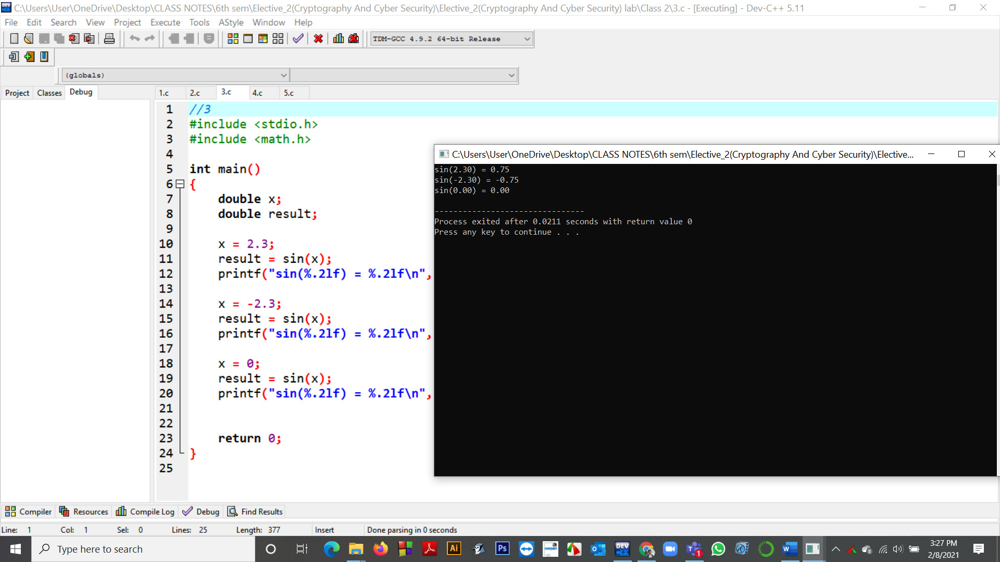 C:\Users\User\OneDrive\Desktop\CLASS NOTES\6th sem\Elective_2(Cryptography And Cyber Security)\Elective_2(Cryptography And Cyber Security) lab\Class 2\3.c - [Executing] - Dev-C++ 5.11
File Edit Search View Project Execute Tools AStyle Window Help
TDM-GCC 4.9.2 64-bit Release
(globals)
Project Classes Debug
1.c 2.c 3.c 4.c 5.c
1 //3
2 #include <stdio.h>
3 #include <math.h>
4
5 int main()
6 {
7 double x;
8 double result;
9
10 x = 2.3;
11 result = sin(x);
12 printf("sin(%.2lf) = %.2lf\n",
13
14 x = -2.3;
15 result = sin(x);
16 printf("sin(%.2lf) = %.2lf\n",
17
18 x = 0;
19 result = sin(x);
20 printf("sin(%.2lf) = %.2lf\n",
21
22
23 return 0;
24 }
25
C:\Users\User\OneDrive\Desktop\CLASS NOTES\6th sem\Elective_2(Cryptography And Cyber Security)\Elective...
sin(2.30) = 0.75
sin(-2.30) = -0.75
sin(0.00) = 0.00
--------------------------------
Process exited after 0.0211 seconds with return value 0
Press any key to continue . . .
Compiler Resources Compile Log Debug Find Results
Line: 1 Col: 1 Sel: 0 Lines: 25 Length: 377 Insert Done parsing in 0 seconds
Type here to search
Ai
Ps
DEV
1
3:27 PM
2/8/2021